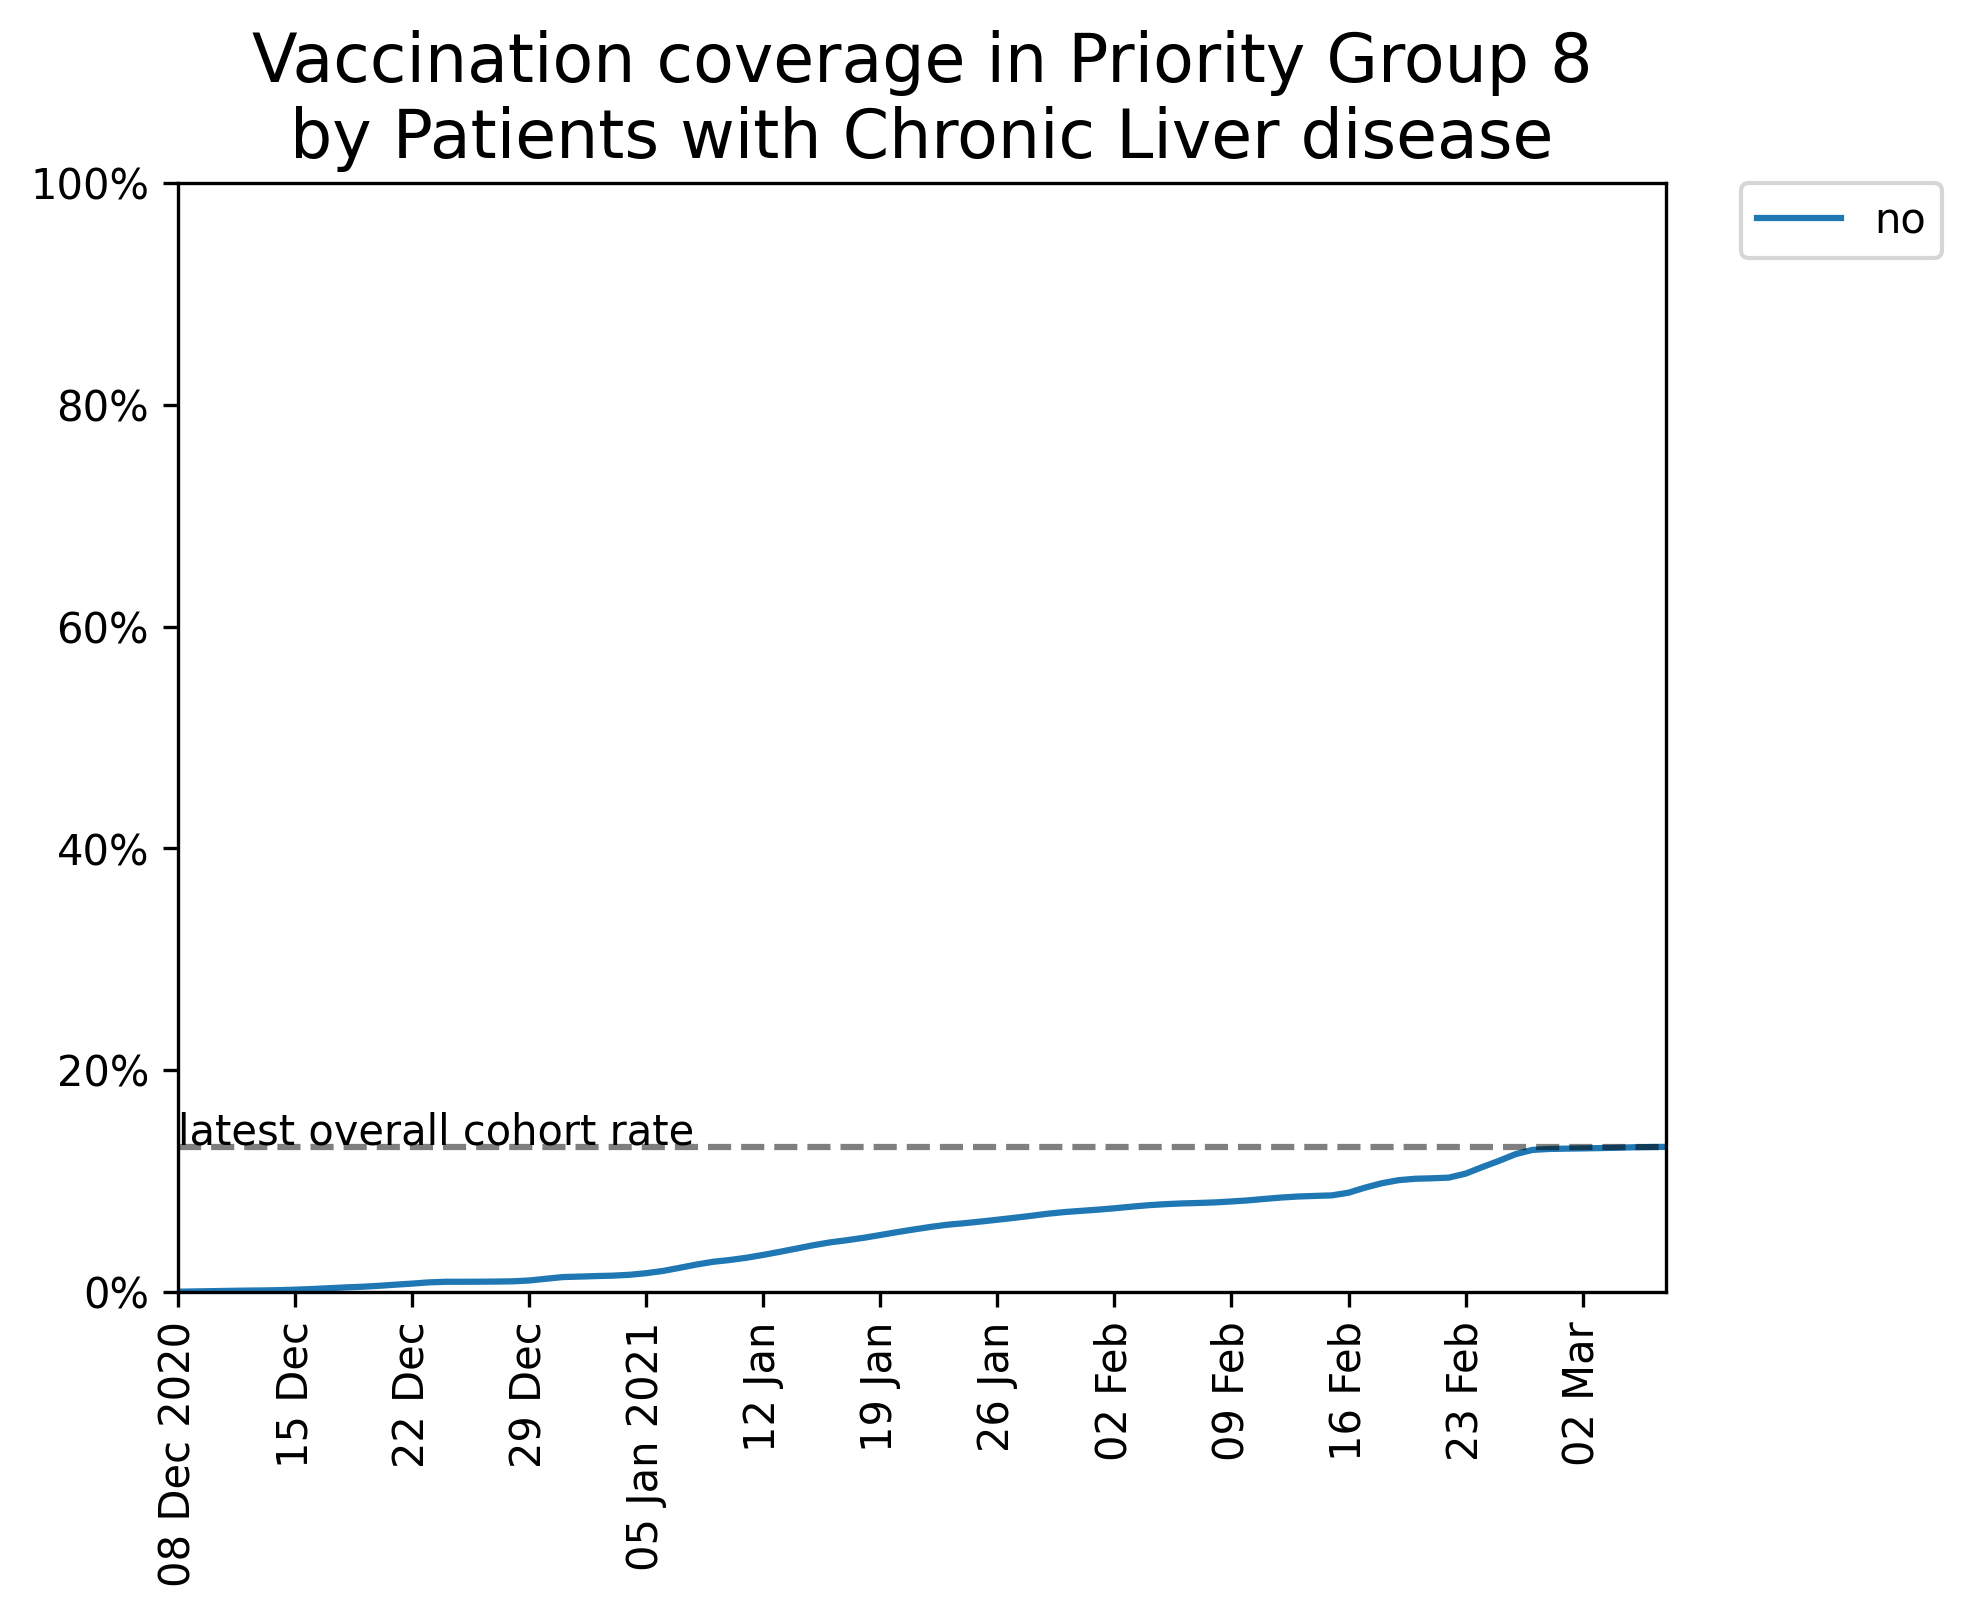 Vaccination coverage in Priority Group 8
by Patients with Chronic Liver disease
100%
80%
60%
40%
20%
0%
no
latest overall cohort rate
08 Dec 2020
15 Dec
22 Dec
29 Dec
05 Jan 2021
12 Jan
19 Jan
26 Jan
02 Feb
09 Feb
16 Feb
23 Feb
02 Mar